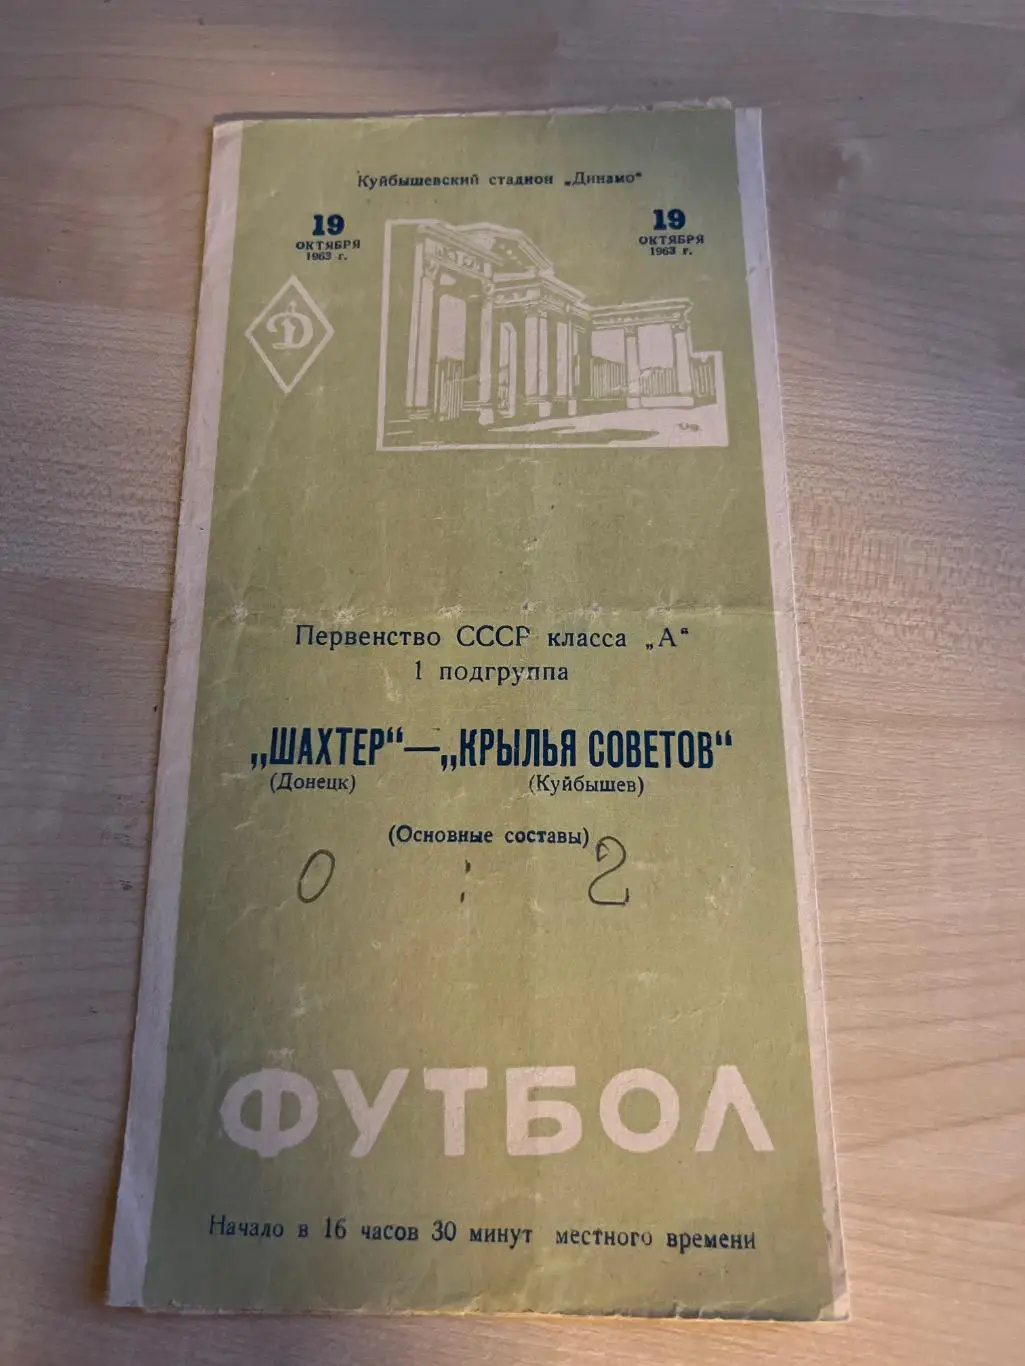 Куйбышевский стадион „Динамо“
19
ОКТЯБРЯ
1963 г.
19
ОКТЯБРЯ
1963 г.
Д
Первенство СССР класса „А“
1 подгруппа
„ШАХТЕР“—„КРЫЛЬЯ СОВЕТОВ“
(Донецк) (Куйбышев)
(Основные составы)
0 : 2
ФУТБОЛ
Начало в 16 часов 30 минут местного времени